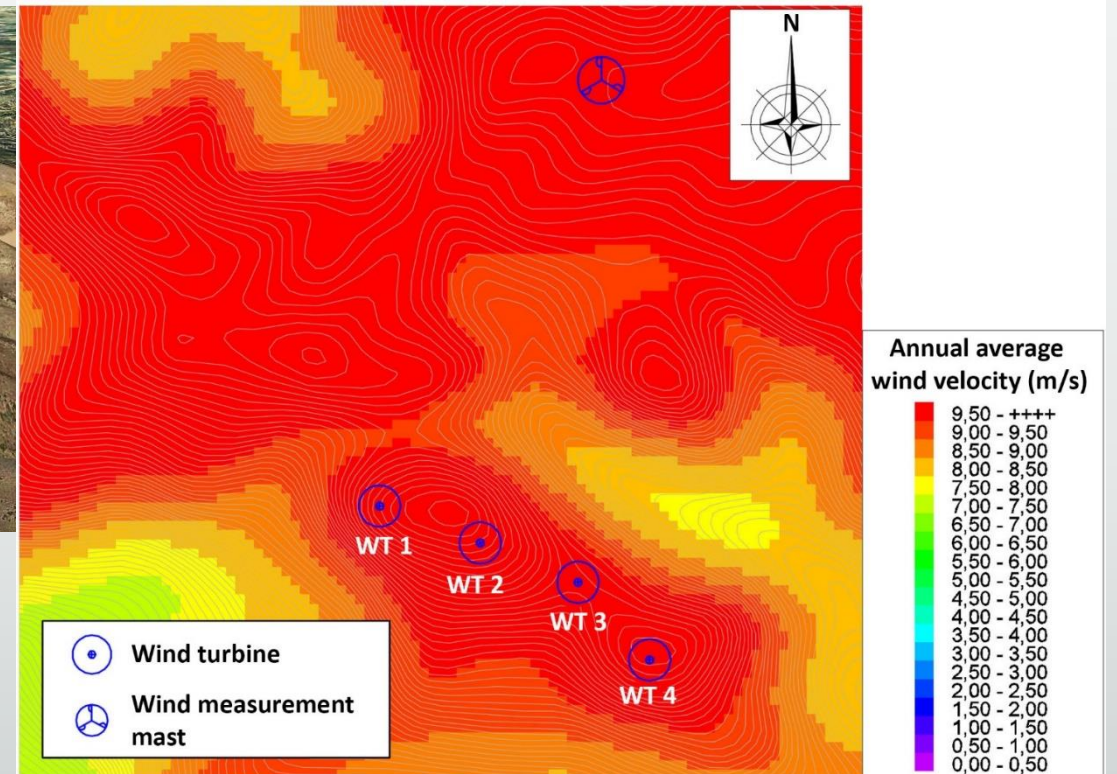 N
WT 1
WT 2
WT 3
WT 4
Wind turbine
Wind measurement
mast
Annual average
wind velocity (m/s)
9,50 - ++++
9,00 - 9,50
8,50 - 9,00
8,00 - 8,50
7,50 - 8,00
7,00 - 7,50
6,50 - 7,00
6,00 - 6,50
5,50 - 6,00
5,00 - 5,50
4,50 - 5,00
4,00 - 4,50
3,50 - 4,00
3,00 - 3,50
2,50 - 3,00
2,00 - 2,50
1,50 - 2,00
1,00 - 1,50
0,50 - 1,00
0,00 - 0,50